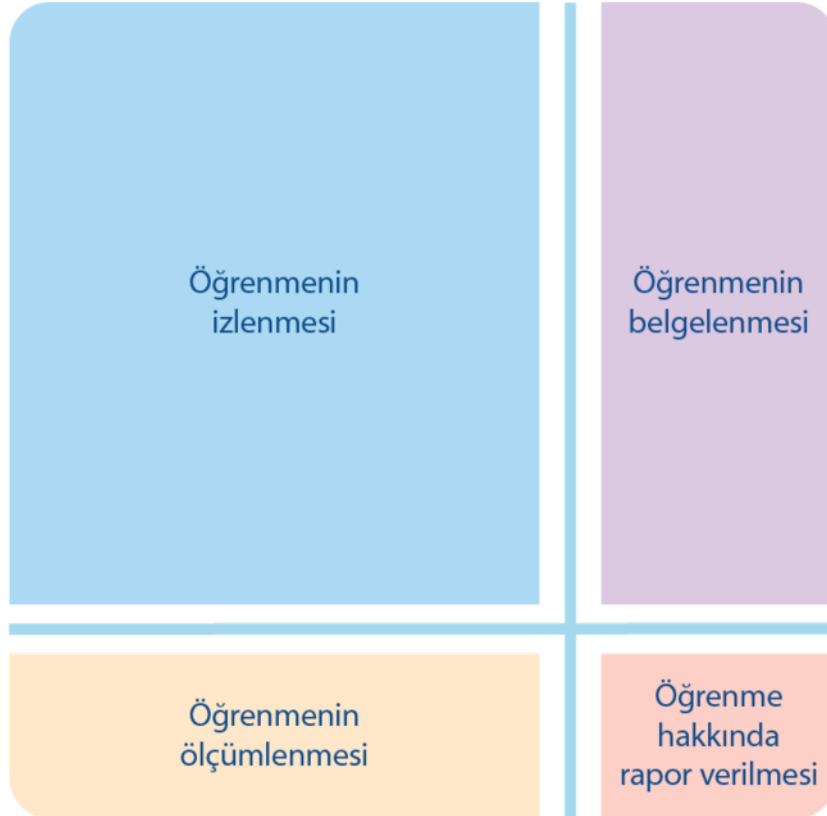 Öğrenmenin
izlenmesi
Öğrenmenin
belgelenmesi
Öğrenmenin
ölçümlenmesi
Öğrenme
hakkında
rapor verilmesi